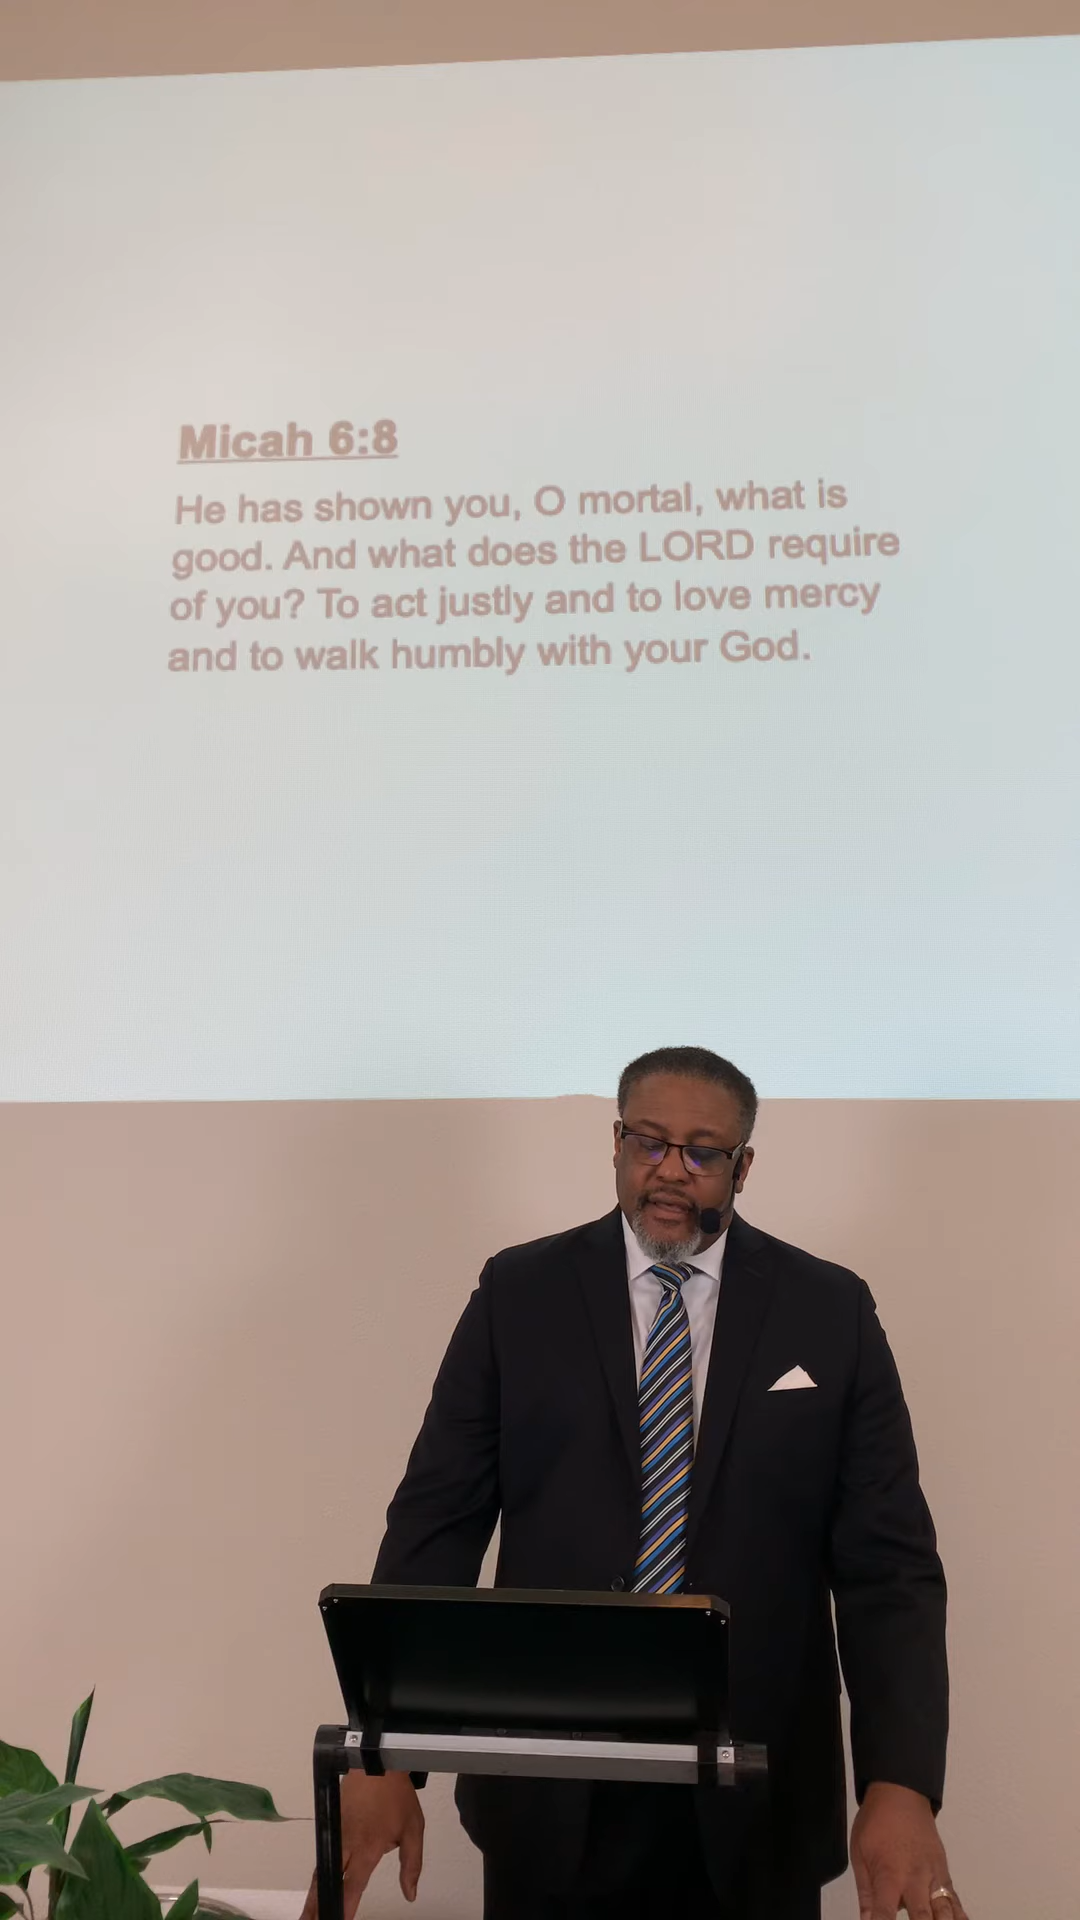 Micah 6:8
He has shown you, O mortal, what is
good. And what does the LORD require
of you? To act justly and to love mercy
and to walk humbly with your God.